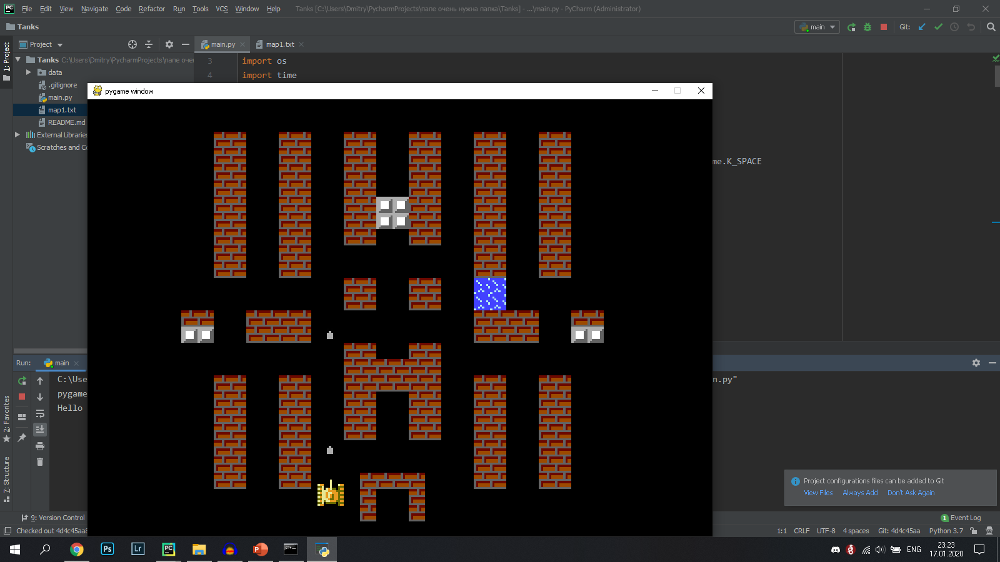 PC File Edit View Navigate Code Refactor Run Tools VCS Window Help Tanks [C:\Users\Dmitry\PycharmProjects\папе очень нужна папка\Tanks] - ...\main.py - PyCharm (Administrator)
Tanks main Git:
1: Project
Project main.py map1.txt
Tanks C:\Users\Dmitry\PycharmProjects\папе
3 import os
data
4 import time
.gitignore
pygame window
main.py
map1.txt
README.md
External Libraries
Scratches and
me.K_SPACE
Run: main
C:\Use n.py"
pygame
Hello
2: Favorites
7: Structure
Project configurations files can be added to Git
View Files Always Add Don't Ask Again
9: Version Control 1 Event Log
Checked out 4d4c45aa 1:1 CRLF UTF-8 4 spaces Git: 4d4c45aa Python 3.7
Ps Lr PC ENG 23:23
17.01.2020